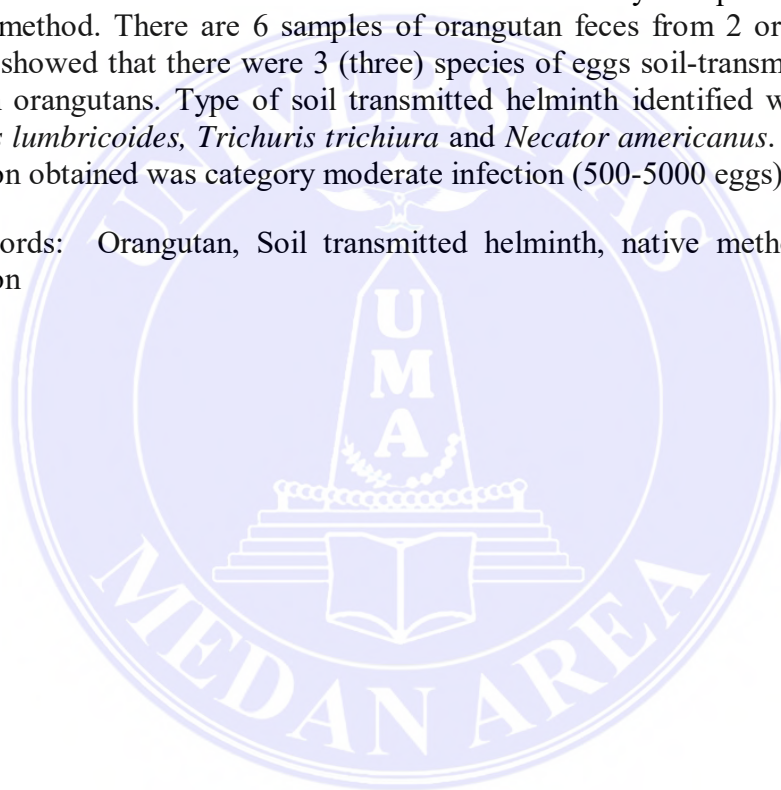 method. There are 6 samples of orangutan feces from 2 or
showed that there were 3 (three) species of eggs soil-transm
orangutans. Type of soil transmitted helminth identified w
lumbricoides, Trichuris trichiura and Necator americanus.
on obtained was category moderate infection (500-5000 eggs)
ords: Orangutan, Soil transmitted helminth, native meth
on
UNIVERSITAS
UMA
MEDAN AREA